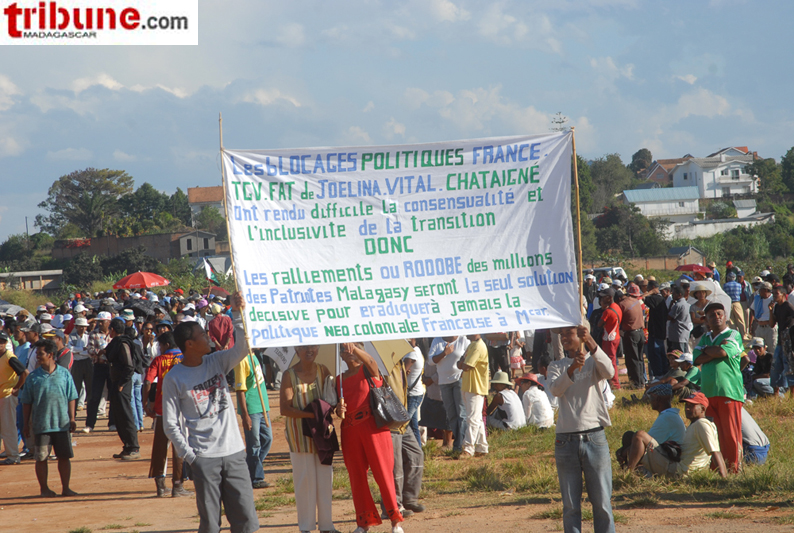 tribune.com
MADAGASCAR
Les BLOCAGES POLITIQUES FRANCE.
TGV. FAT de JOELINA. VITAL. CHATAIGNÉ
Ont rendu difficile la consensualité et
l'inclusivite de la transition
DONC
Les ralliements ou RODOBE des millions
des Patriotes Malagasy seront la seul solution
decisive pour eradiquer à jamais la
politique NEO.coloniale Française à